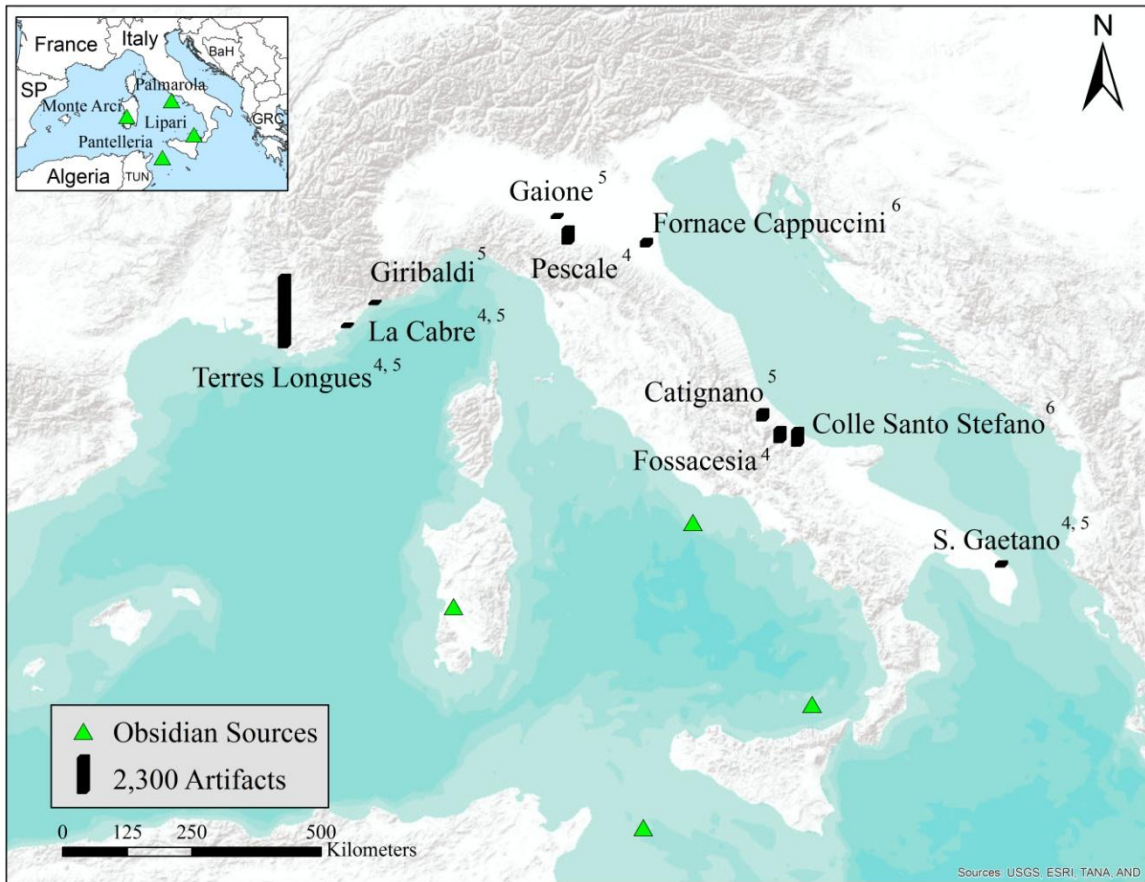 France
Italy
BaH
SP
Palmarola
Monte Arci
Lipari
GRC
Pantelleria
Algeria
TUN
N
Gaione 5
Fornace Cappuccini 6
Pescale 4
Giribaldi 5
La Cabre 4, 5
Terres Longues 4, 5
Catignano 5
Colle Santo Stefano 6
Fossacesia 4
S. Gaetano 4, 5
Obsidian Sources
2,300 Artifacts
0 125 250 500
Kilometers
Sources: USGS, ESRI, TANA, AND